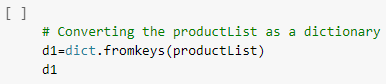 [ ]
# Converting the productList as a dictionary
d1=dict.fromkeys(productList)
d1